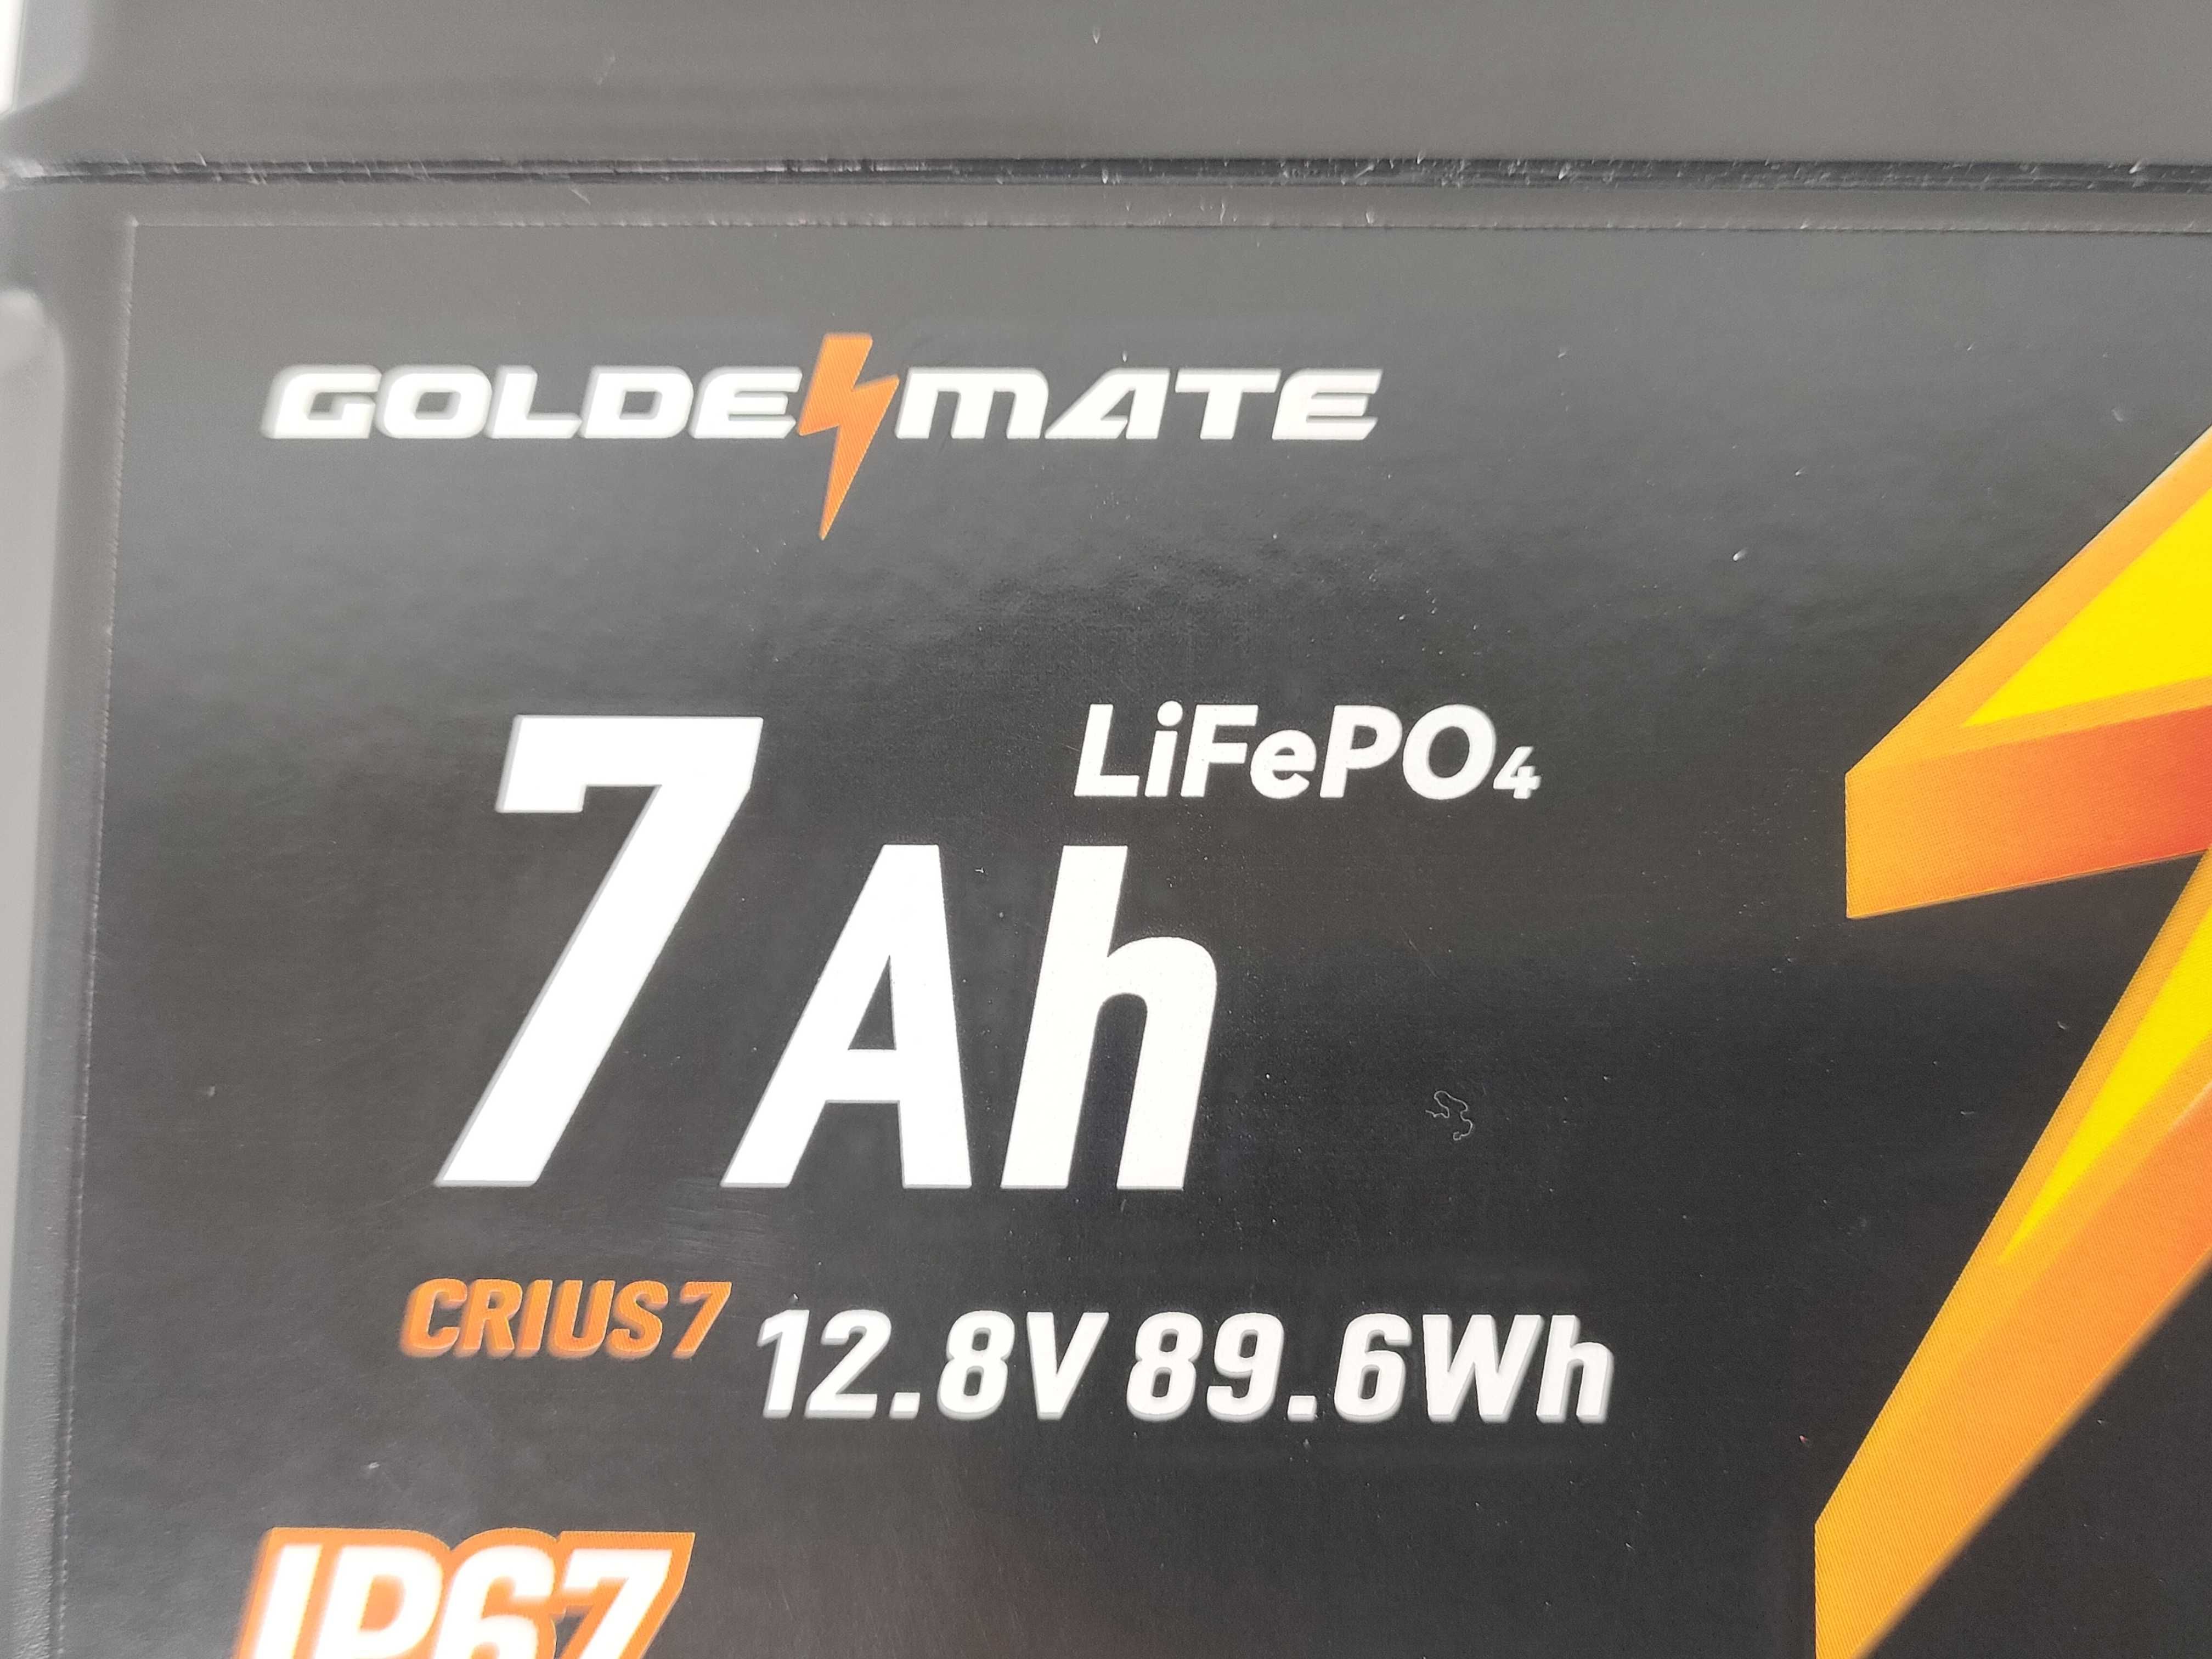 GOLDENMATE
LiFePO₄
7Ah
CRIUS7 12.8V 89.6Wh
IP67